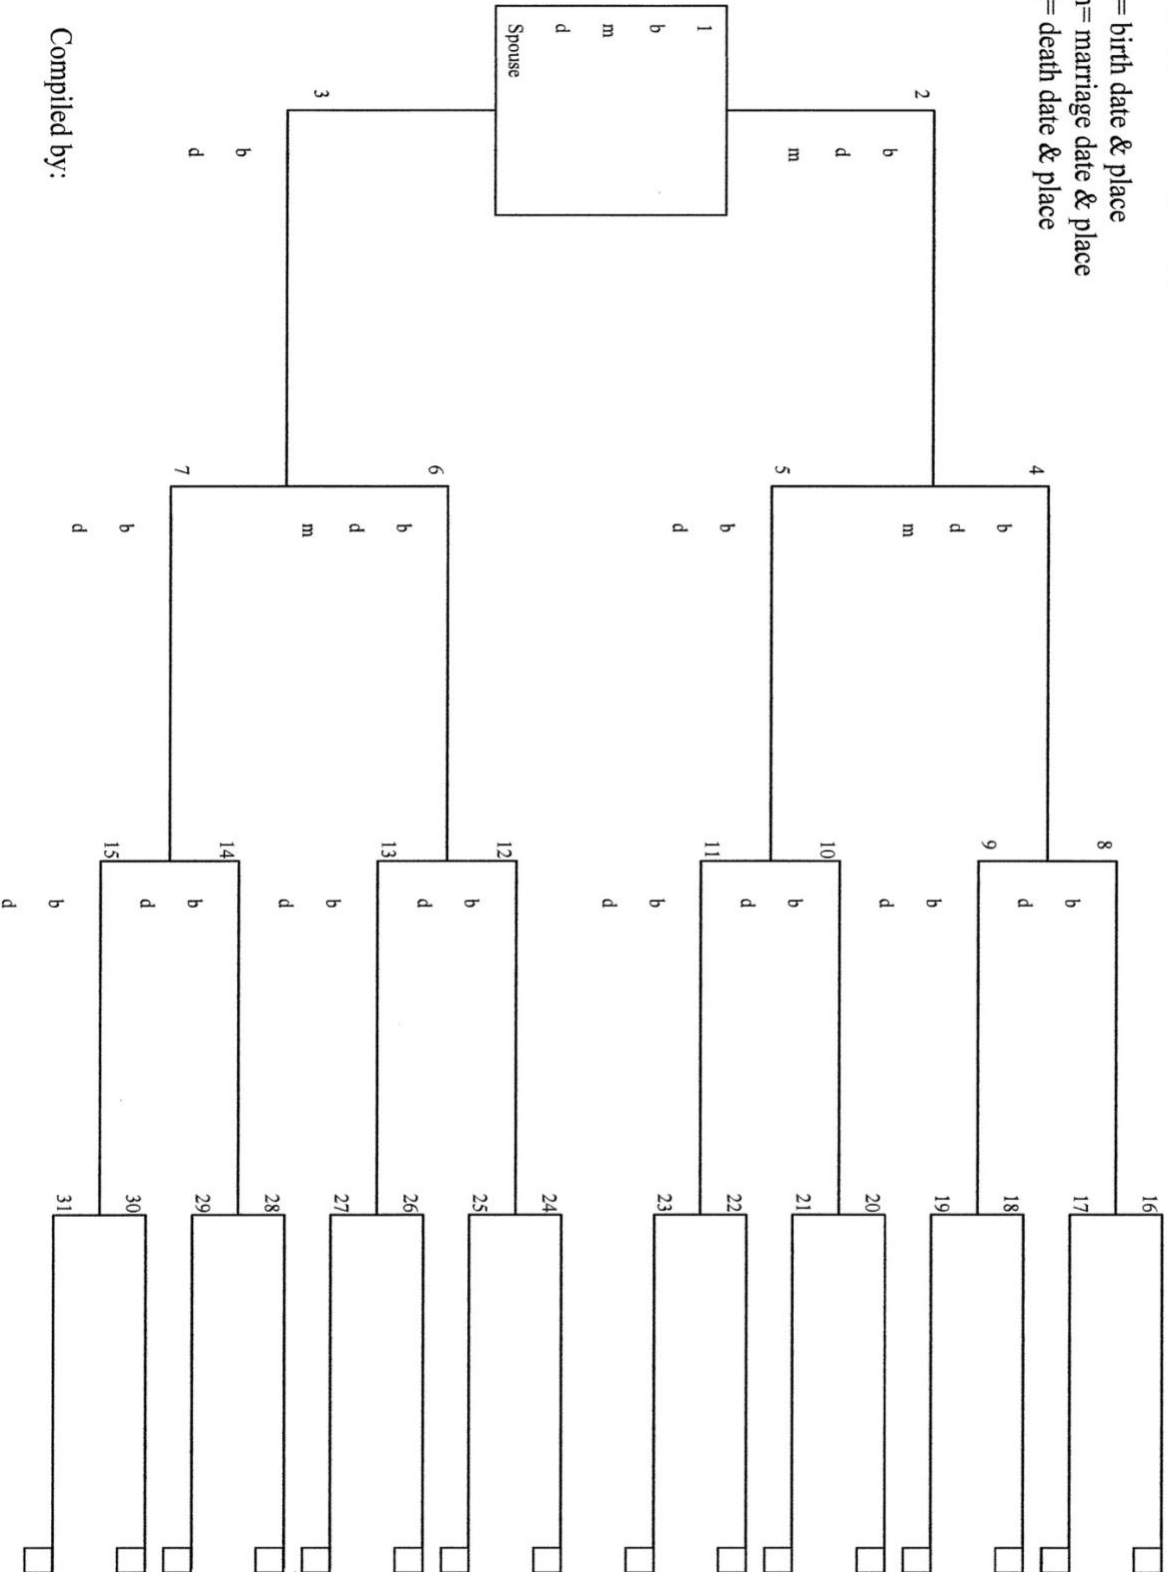 = birth date & place
= marriage date & place
= death date & place
1
b
m
d
Spouse
2
b
d
m
3
b
d
4
b
d
m
5
b
d
6
b
d
m
7
b
d
8
b
d
9
b
d
10
b
d
11
b
d
12
b
d
13
b
d
14
b
d
15
b
d
16
17
18
19
20
21
22
23
24
25
26
27
28
29
30
31
Compiled by: